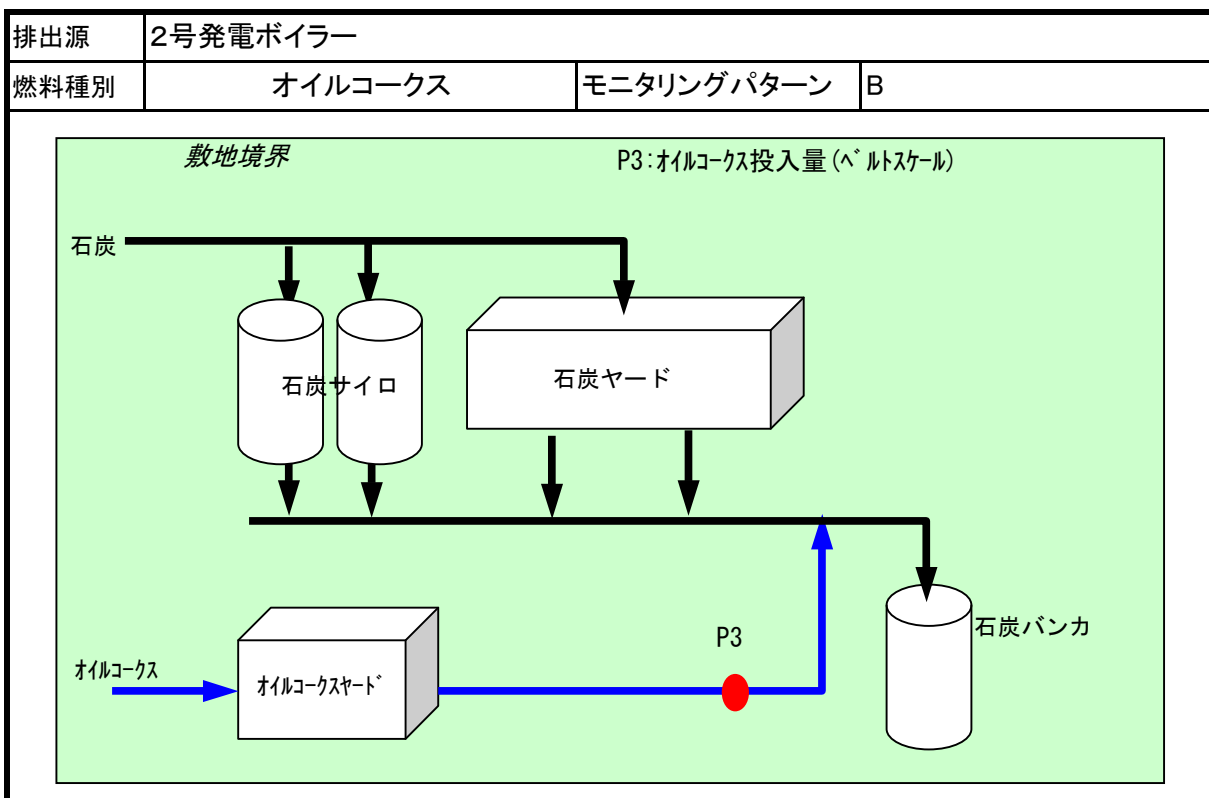 排出源 ２号発電ボイラー
燃料種別 オイルコークス モニタリングパターン B
敷地境界 P3:ｵｲﾙｺｰｸｽ投入量(ﾍﾞﾙﾄｽｹｰﾙ)
石炭
石炭サイロ
石炭ヤード
P3
石炭バンカ
ｵｲﾙｺｰｸｽ
ｵｲﾙｺｰｸｽﾔｰﾄﾞ